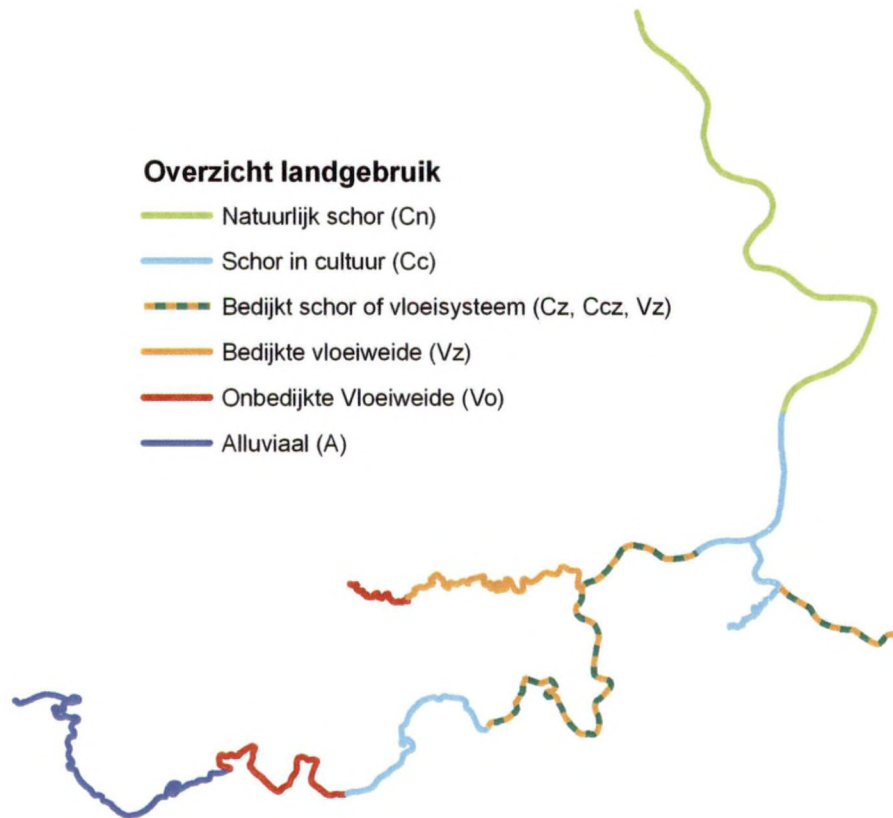 Overzicht landgebruik
Natuurlijk schor (Cn)
Schor in cultuur (Cc)
Bedijkt schor of vloeisysteem (Cz, Ccz, Vz)
Bedijkte vloeiweide (Vz)
Onbedijkte Vloeiweide (Vo)
Alluviaal (A)